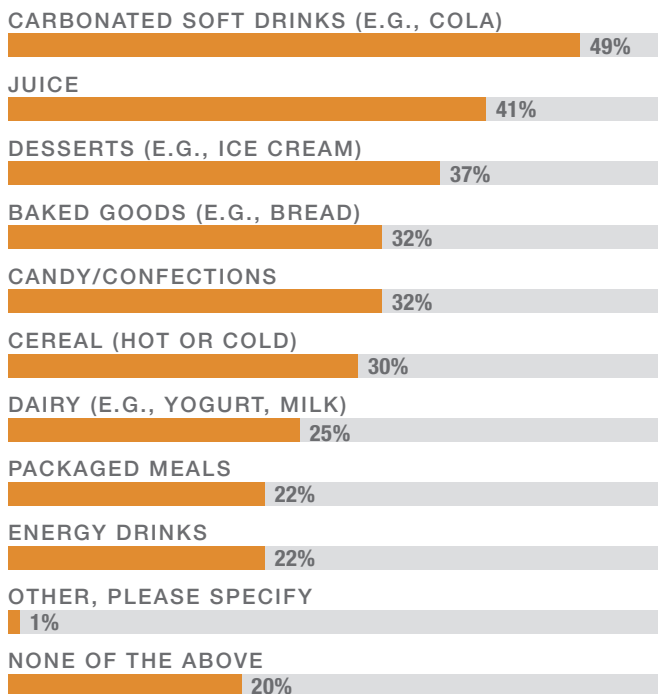 CARBONATED SOFT DRINKS (E.G., COLA)
49%
JUICE
41%
DESSERTS (E.G., ICE CREAM)
37%
BAKED GOODS (E.G., BREAD)
32%
CANDY/CONFECTIONS
32%
CEREAL (HOT OR COLD)
30%
DAIRY (E.G., YOGURT, MILK)
25%
PACKAGED MEALS
22%
ENERGY DRINKS
22%
OTHER, PLEASE SPECIFY
1%
NONE OF THE ABOVE
20%